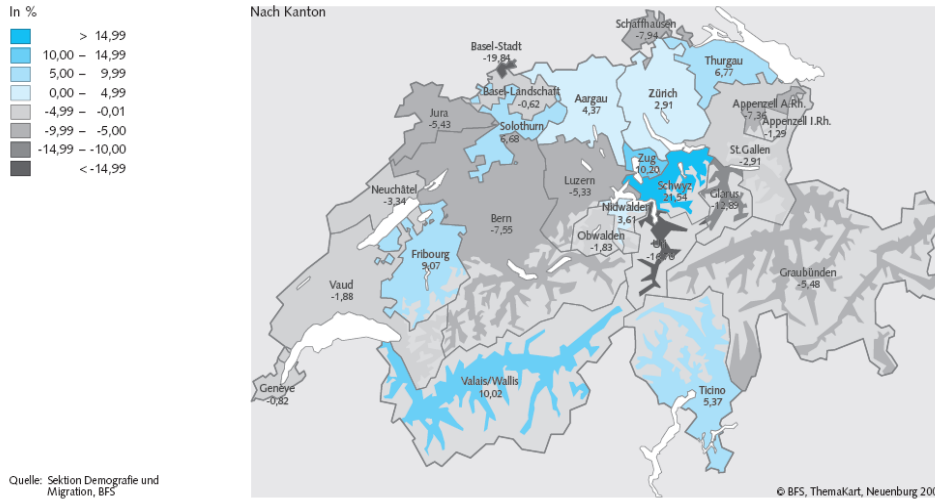 In %
> 14,99
10,00 – 14,99
5,00 – 9,99
0,00 – 4,99
-4,99 – -0,01
-9,99 – -5,00
-14,99 – -10,00
< -14,99
Nach Kanton
Schaffhausen
-7,94
Basel-Stadt
-19,84
Thurgau
6,77
Basel-Landschaft
-0,62
Aargau
4,37
Zürich
2,91
Appenzell A.Rh.
-7,36
Appenzell I.Rh.
-1,29
Jura
-5,43
Solothurn
6,68
St.Gallen
-2,91
Zug
10,20
Luzern
-5,33
Schwyz
21,54
Neuchâtel
-3,34
Glarus
-12,89
Nidwalden
3,61
Bern
-7,55
Obwalden
-1,83
Uri
Fribourg
9,07
Graubünden
-5,48
Vaud
-1,88
Valais/Wallis
10,02
Genève
-0,82
Ticino
5,37
Quelle: Sektion Demografie und
Migration, BFS
© BFS, ThemaKart, Neuenburg